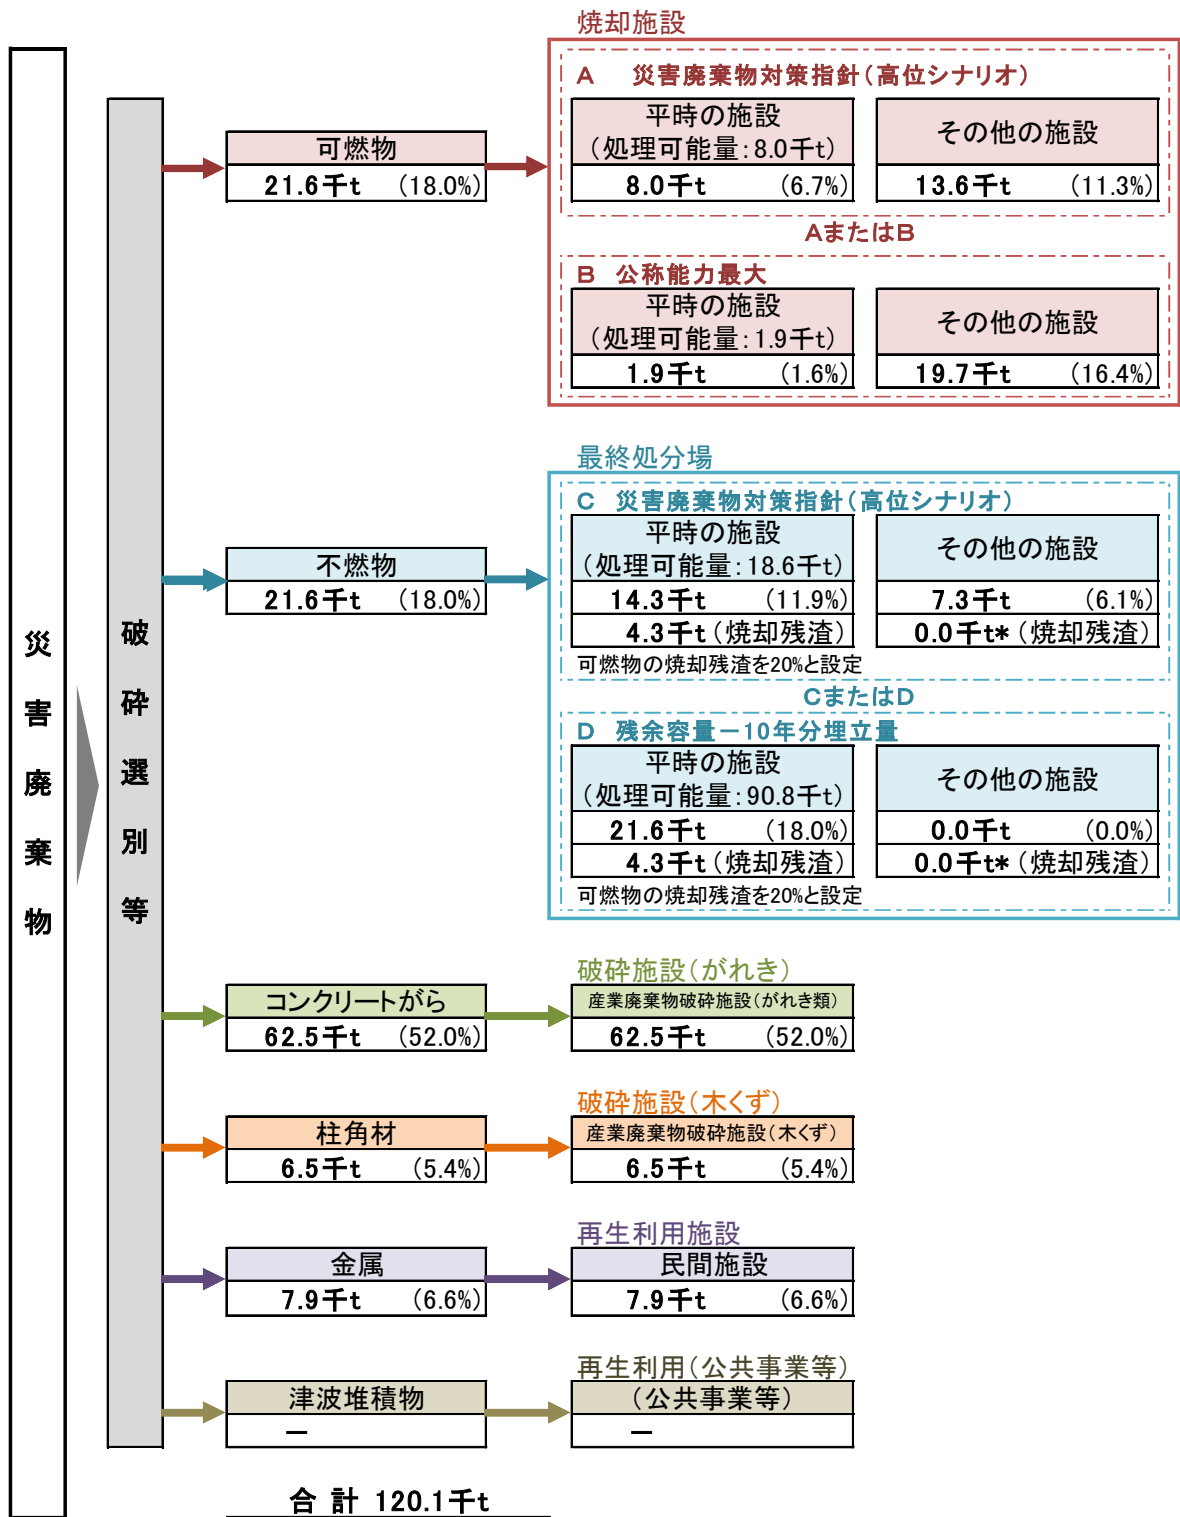 災害廃棄物
破砕選別等
焼却施設
A 災害廃棄物対策指針(高位シナリオ)
可燃物
21.6千t (18.0%)
平時の施設
(処理可能量:8.0千t)
8.0千t (6.7%)
その他の施設
13.6千t (11.3%)
AまたはB
B 公称能力最大
平時の施設
(処理可能量:1.9千t)
1.9千t (1.6%)
その他の施設
19.7千t (16.4%)
最終処分場
C 災害廃棄物対策指針(高位シナリオ)
不燃物
21.6千t (18.0%)
平時の施設
(処理可能量:18.6千t)
14.3千t (11.9%)
4.3千t(焼却残渣)
その他の施設
7.3千t (6.1%)
0.0千t*(焼却残渣)
可燃物の焼却残渣を20%と設定
CまたはD
D 残余容量-10年分埋立量
平時の施設
(処理可能量:90.8千t)
21.6千t (18.0%)
4.3千t(焼却残渣)
その他の施設
0.0千t (0.0%)
0.0千t*(焼却残渣)
可燃物の焼却残渣を20%と設定
破砕施設(がれき)
コンクリートがら
62.5千t (52.0%)
産業廃棄物破砕施設(がれき類)
62.5千t (52.0%)
破砕施設(木くず)
柱角材
6.5千t (5.4%)
産業廃棄物破砕施設(木くず)
6.5千t (5.4%)
再生利用施設
金属
7.9千t (6.6%)
民間施設
7.9千t (6.6%)
再生利用(公共事業等)
津波堆積物
-
(公共事業等)
-
合計 120.1千t